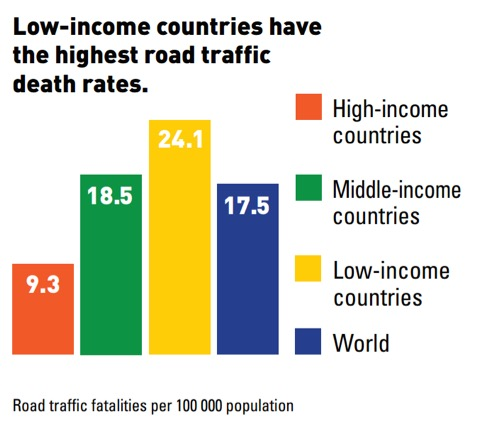 Low-income countries have
the highest road traffic
death rates.
9.3
18.5
24.1
17.5
High-income
countries
Middle-income
countries
Low-income
countries
World
Road traffic fatalities per 100 000 population